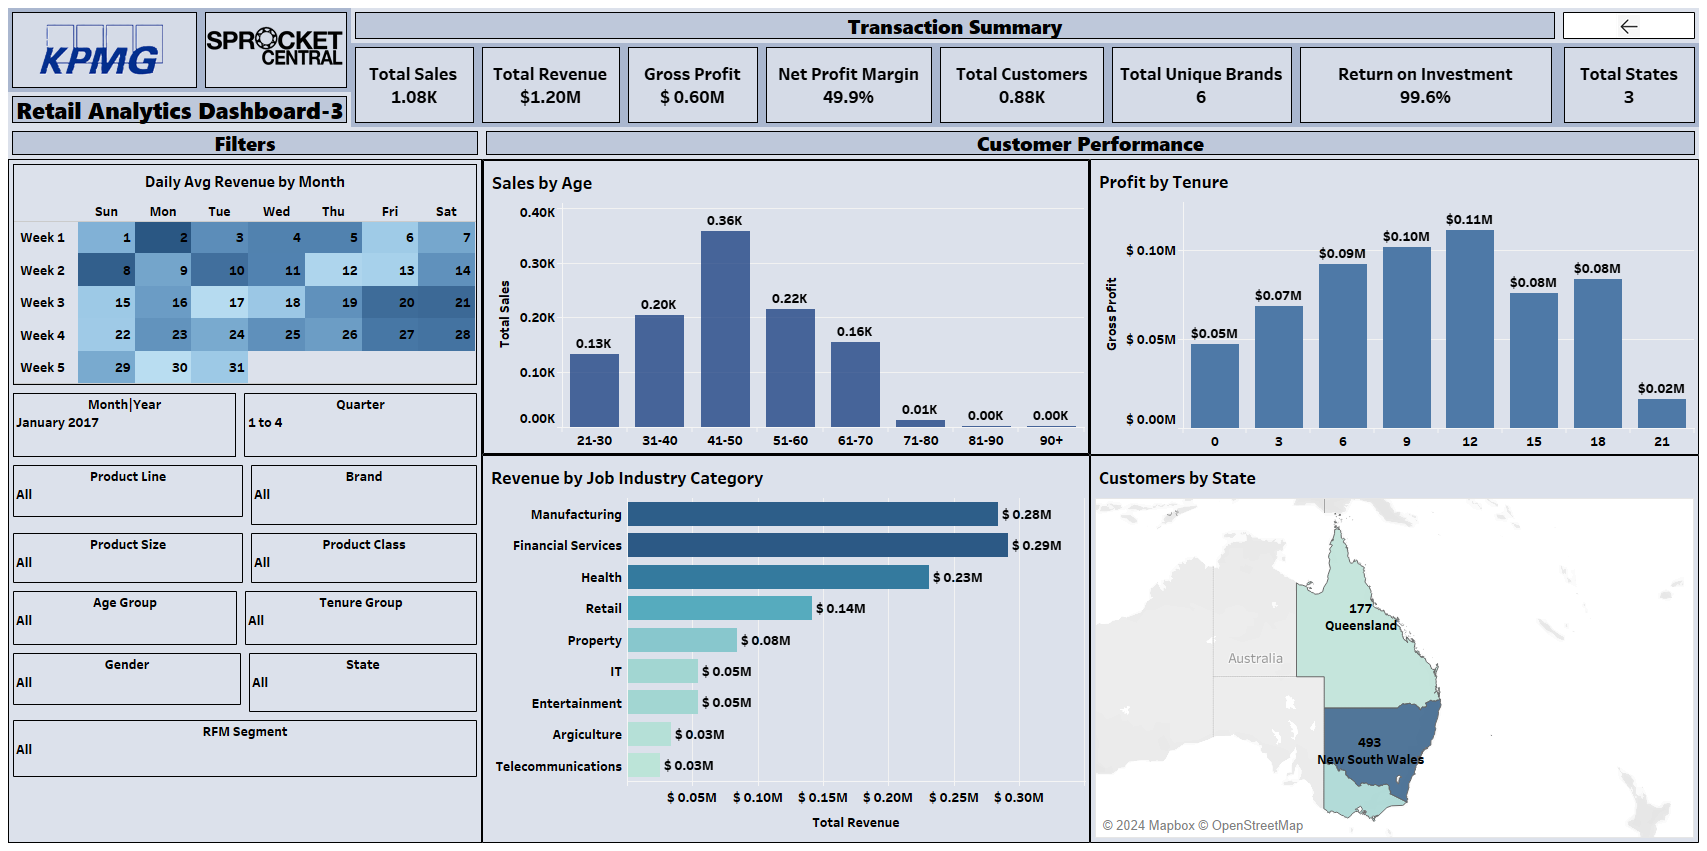 KPMG
SPROCKET
CENTRAL
Retail Analytics Dashboard-3
Transaction Summary
←
Total Sales
1.08K
Total Revenue
$1.20M
Gross Profit
$ 0.60M
Net Profit Margin
49.9%
Total Customers
0.88K
Total Unique Brands
6
Return on Investment
99.6%
Total States
3
Filters
Customer Performance
Daily Avg Revenue by Month
Sun Mon Tue Wed Thu Fri Sat
Week 1 1 2 3 4 5 6 7
Week 2 8 9 10 11 12 13 14
Week 3 15 16 17 18 19 20 21
Week 4 22 23 24 25 26 27 28
Week 5 29 30 31
Month|Year
January 2017
Quarter
1 to 4
Product Line
All
Brand
All
Product Size
All
Product Class
All
Age Group
All
Tenure Group
All
Gender
All
State
All
RFM Segment
All
Sales by Age
Total Sales
0.40K
0.30K
0.20K
0.10K
0.00K
0.13K
0.20K
0.36K
0.22K
0.16K
0.01K
0.00K
0.00K
21-30 31-40 41-50 51-60 61-70 71-80 81-90 90+
Profit by Tenure
Gross Profit
$ 0.10M
$ 0.05M
$ 0.00M
$0.05M
$0.07M
$0.09M
$0.10M
$0.11M
$0.08M
$0.08M
$0.02M
0 3 6 9 12 15 18 21
Revenue by Job Industry Category
Manufacturing $ 0.28M
Financial Services $ 0.29M
Health $ 0.23M
Retail $ 0.14M
Property $ 0.08M
IT $ 0.05M
Entertainment $ 0.05M
Argiculture $ 0.03M
Telecommunications $ 0.03M
$ 0.05M $ 0.10M $ 0.15M $ 0.20M $ 0.25M $ 0.30M
Total Revenue
Customers by State
177
Queensland
Australia
493
New South Wales
© 2024 Mapbox © OpenStreetMap